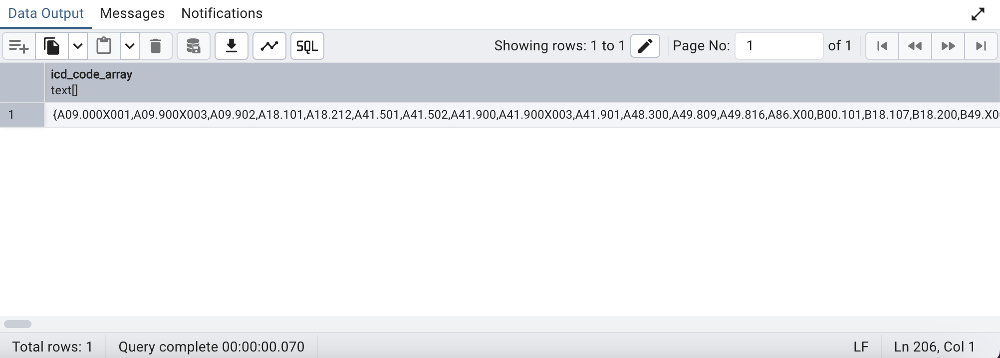 Data Output Messages Notifications
SQL Showing rows: 1 to 1 Page No: 1 of 1
icd_code_array
text[]
1 {A09.000X001,A09.900X003,A09.902,A18.101,A18.212,A41.501,A41.502,A41.900,A41.900X003,A41.901,A48.300,A49.809,A49.816,A86.X00,B00.101,B18.107,B18.200,B49.X0
Total rows: 1 Query complete 00:00:00.070 LF Ln 206, Col 1